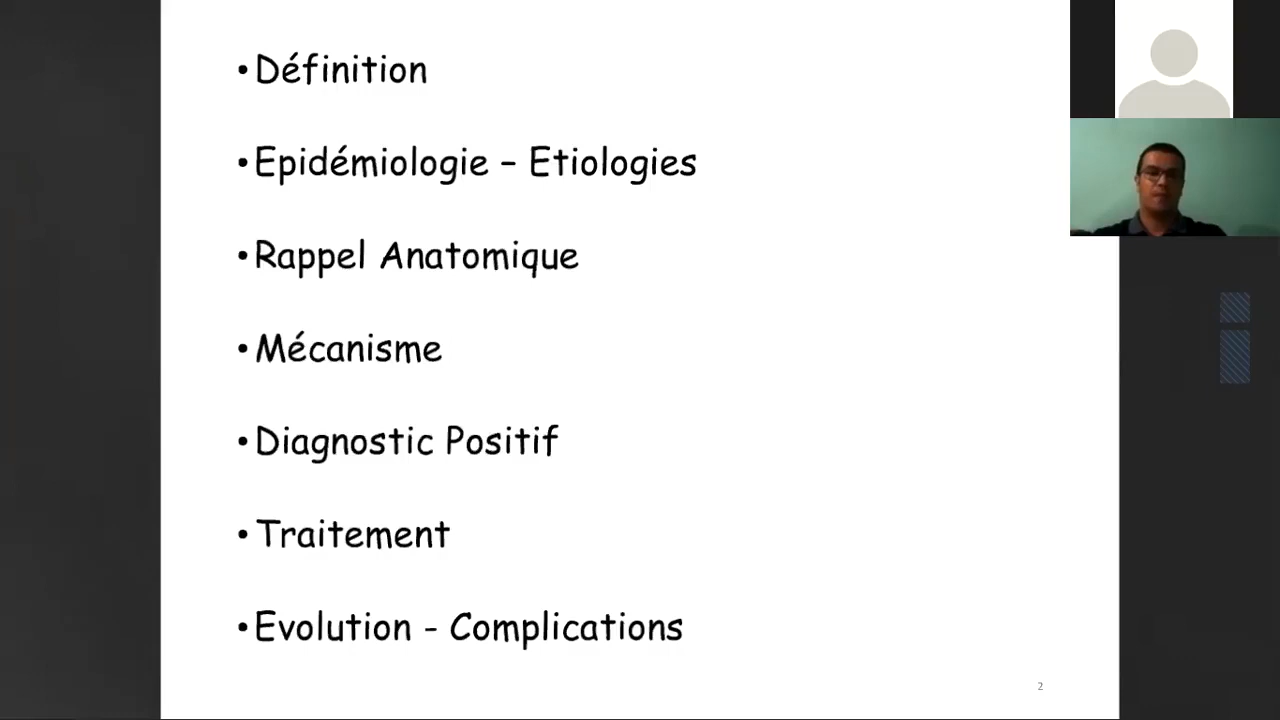 • Définition
• Epidémiologie – Etiologies
• Rappel Anatomique
• Mécanisme
• Diagnostic Positif
• Traitement
• Evolution - Complications
2